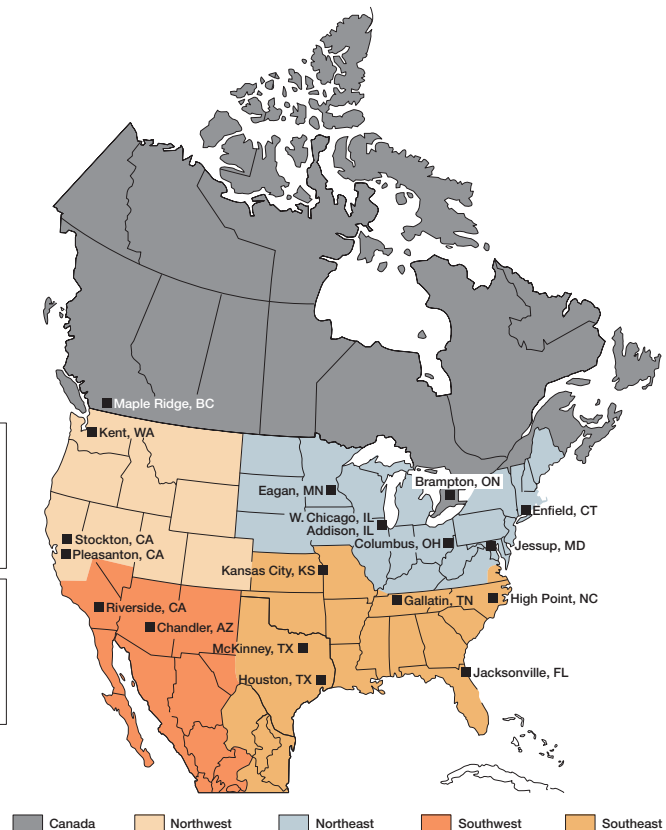 Maple Ridge, BC
Kent, WA
Brampton, ON
Eagan, MN
Enfield, CT
W. Chicago, IL
Addison, IL
Stockton, CA
Columbus, OH
Jessup, MD
Pleasanton, CA
Kansas City, KS
Gallatin, TN
High Point, NC
Riverside, CA
Chandler, AZ
McKinney, TX
Jacksonville, FL
Houston, TX
Canada Northwest Northeast Southwest Southeast